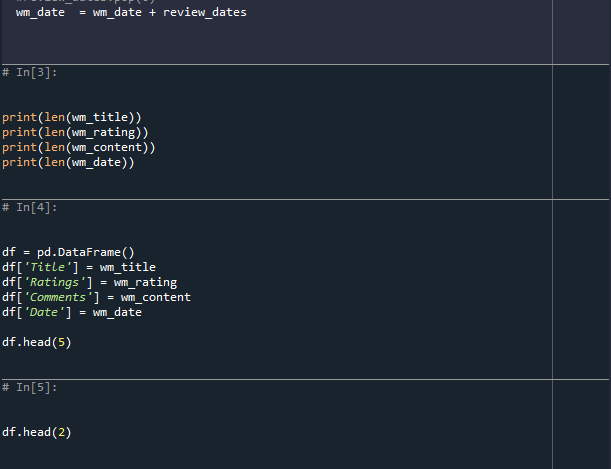 wm_date  = wm_date + review_dates
# In[3]:
print(len(wm_title))
print(len(wm_rating))
print(len(wm_content))
print(len(wm_date))
# In[4]:
df = pd.DataFrame()
df['Title'] = wm_title
df['Ratings'] = wm_rating
df['Comments'] = wm_content
df['Date'] = wm_date
df.head(5)
# In[5]:
df.head(2)